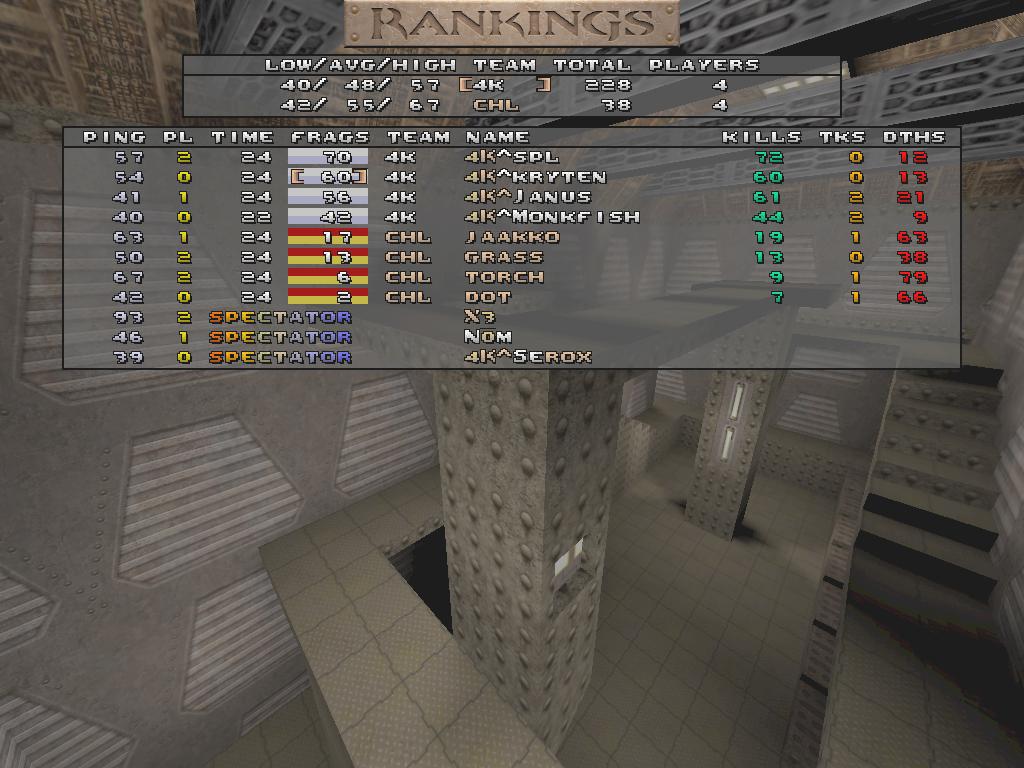 RANKINGS
LOW/AVG/HIGH TEAM TOTAL PLAYERS
40/ 48/ 57 [4K ] 228 4
42/ 55/ 67 CHL 38 4
PING PL TIME FRAGS TEAM NAME KILLS TKS DTHS
57 2 24 70 4K 4K^SPL 72 0 12
54 0 24 [ 60] 4K 4K^KRYTEN 60 0 13
41 1 24 56 4K 4K^JANUS 61 2 21
40 0 22 42 4K 4K^MONKFISH 44 2 9
63 1 24 17 CHL JAAKKO 19 1 63
50 2 24 13 CHL GRASS 13 0 38
67 2 24 6 CHL TORCH 9 1 79
42 0 24 2 CHL DOT 7 1 66
93 2 SPECTATOR X3
46 1 SPECTATOR NOM
39 0 SPECTATOR 4K^SEROX